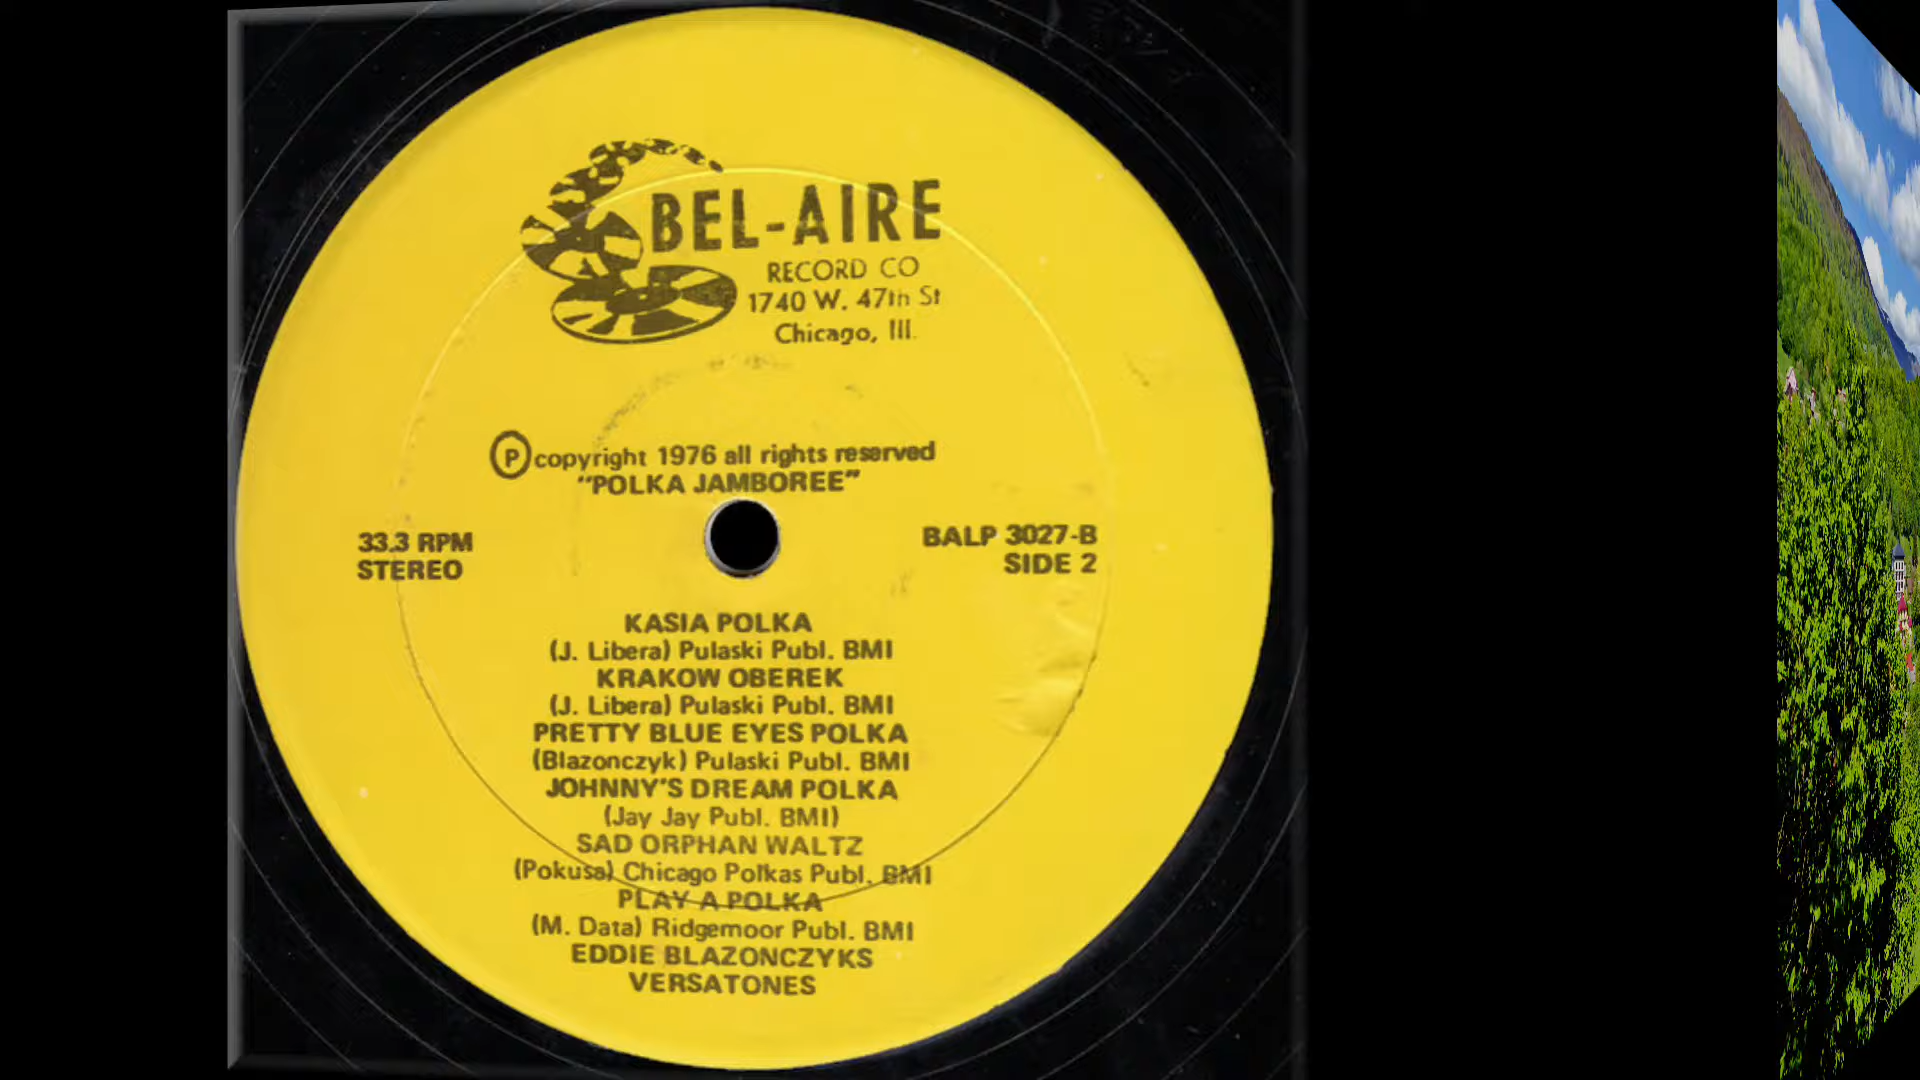 BEL-AIRE
RECORD CO
1740 W. 47th St
Chicago, Ill.
P copyright 1976 all rights reserved
"POLKA JAMBOREE"
33.3 RPM
STEREO
BALP 3027-B
SIDE 2
KASIA POLKA
(J. Libera) Pulaski Publ. BMI
KRAKOW OBEREK
(J. Libera) Pulaski Publ. BMI
PRETTY BLUE EYES POLKA
(Blazonczyk) Pulaski Publ. BMI
JOHNNY'S DREAM POLKA
(Jay Jay Publ. BMI)
SAD ORPHAN WALTZ
(Pokusa) Chicago Polkas Publ. BMI
PLAY A POLKA
(M. Data) Ridgemoor Publ. BMI
EDDIE BLAZONCZYKS
VERSATONES